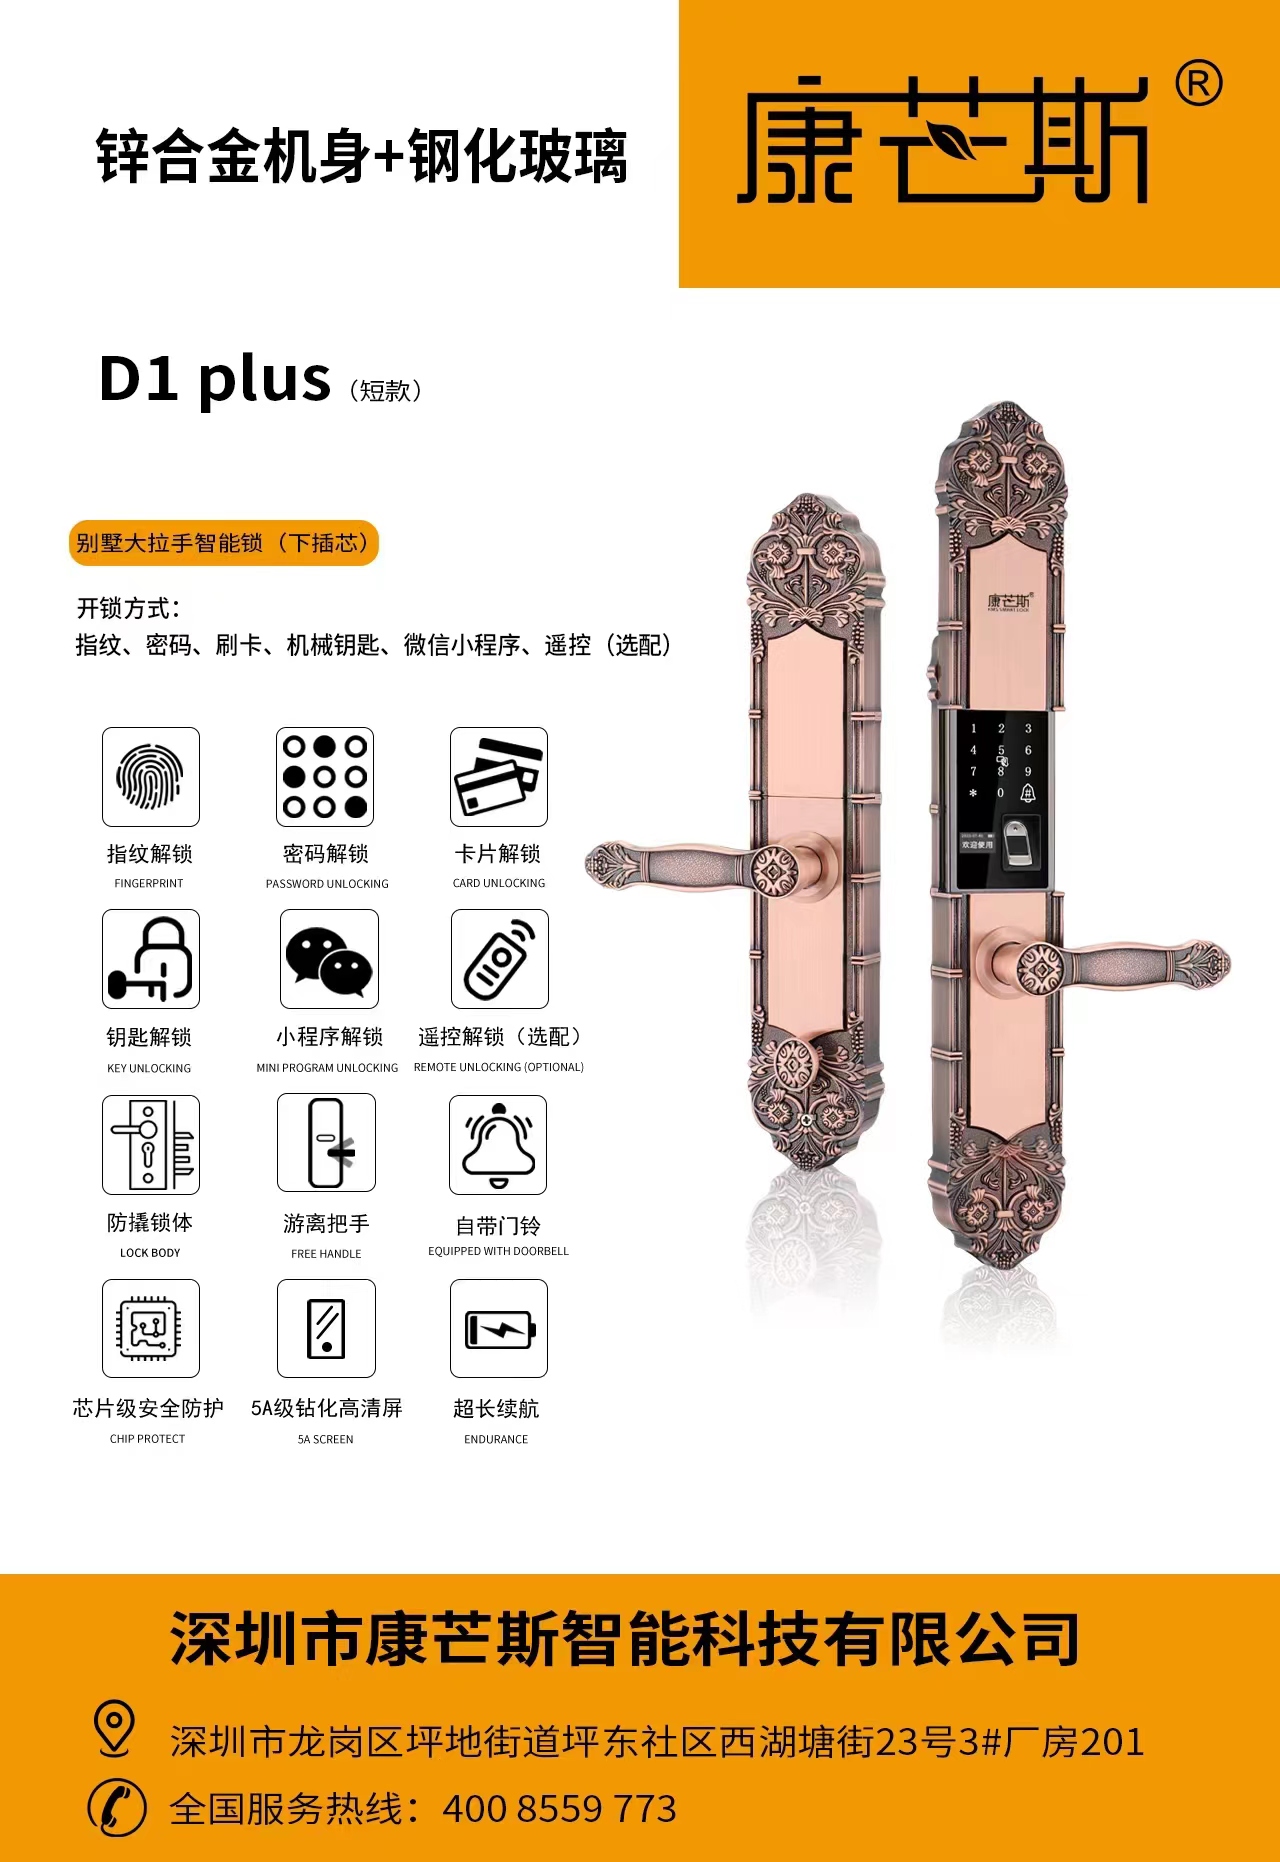 锌合金机身+钢化玻璃
康芒斯®
D1 plus（短款）
别墅大拉手智能锁（下插芯）
开锁方式：
指纹、密码、刷卡、机械钥匙、微信小程序、遥控（选配）
指纹解锁
FINGERPRINT
密码解锁
PASSWORD UNLOCKING
卡片解锁
CARD UNLOCKING
钥匙解锁
KEY UNLOCKING
小程序解锁
MINI PROGRAM UNLOCKING
遥控解锁（选配）
REMOTE UNLOCKING (OPTIONAL)
防撬锁体
LOCK BODY
游离把手
FREE HANDLE
自带门铃
EQUIPPED WITH DOORBELL
芯片级安全防护
CHIP PROTECT
5A级钻化高清屏
5A SCREEN
超长续航
ENDURANCE
康芒斯®
1 2 3
4 5 6
7 8 9
* 0 #
欢迎使用
深圳市康芒斯智能科技有限公司
深圳市龙岗区坪地街道坪东社区西湖塘街23号3#厂房201
全国服务热线：400 8559 773